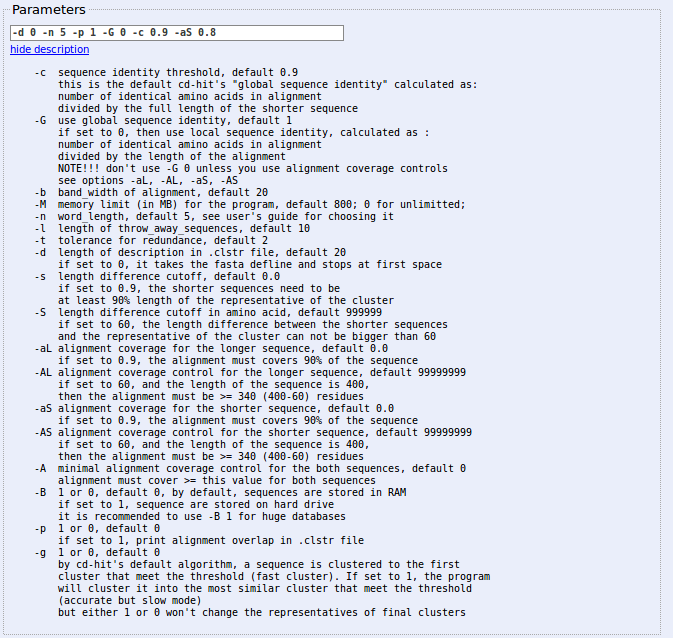 Parameters
-d 0 -n 5 -p 1 -G 0 -c 0.9 -aS 0.8
hide description
-c sequence identity threshold, default 0.9
this is the default cd-hit's "global sequence identity" calculated as:
number of identical amino acids in alignment
divided by the full length of the shorter sequence
-G use global sequence identity, default 1
if set to 0, then use local sequence identity, calculated as :
number of identical amino acids in alignment
divided by the length of the alignment
NOTE!!! don't use -G 0 unless you use alignment coverage controls
see options -aL, -AL, -aS, -AS
-b band_width of alignment, default 20
-M memory limit (in MB) for the program, default 800; 0 for unlimitted;
-n word_length, default 5, see user's guide for choosing it
-l length of throw_away_sequences, default 10
-t tolerance for redundance, default 2
-d length of description in .clstr file, default 20
if set to 0, it takes the fasta defline and stops at first space
-s length difference cutoff, default 0.0
if set to 0.9, the shorter sequences need to be
at least 90% length of the representative of the cluster
-S length difference cutoff in amino acid, default 999999
if set to 60, the length difference between the shorter sequences
and the representative of the cluster can not be bigger than 60
-aL alignment coverage for the longer sequence, default 0.0
if set to 0.9, the alignment must covers 90% of the sequence
-AL alignment coverage control for the longer sequence, default 99999999
if set to 60, and the length of the sequence is 400,
then the alignment must be >= 340 (400-60) residues
-aS alignment coverage for the shorter sequence, default 0.0
if set to 0.9, the alignment must covers 90% of the sequence
-AS alignment coverage control for the shorter sequence, default 99999999
if set to 60, and the length of the sequence is 400,
then the alignment must be >= 340 (400-60) residues
-A minimal alignment coverage control for the both sequences, default 0
alignment must cover >= this value for both sequences
-B 1 or 0, default 0, by default, sequences are stored in RAM
if set to 1, sequence are stored on hard drive
it is recommended to use -B 1 for huge databases
-p 1 or 0, default 0
if set to 1, print alignment overlap in .clstr file
-g 1 or 0, default 0
by cd-hit's default algorithm, a sequence is clustered to the first
cluster that meet the threshold (fast cluster). If set to 1, the program
will cluster it into the most similar cluster that meet the threshold
(accurate but slow mode)
but either 1 or 0 won't change the representatives of final clusters